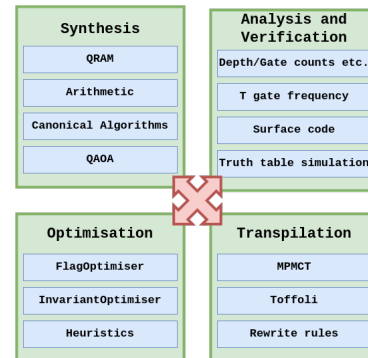 Synthesis
QRAM
Arithmetic
Canonical Algorithms
QAOA
Analysis and
Verification
Depth/Gate counts etc.
T gate frequency
Surface code
Truth table simulation
Optimisation
FlagOptimiser
InvariantOptimiser
Heuristics
Transpilation
MPMCT
Toffoli
Rewrite rules